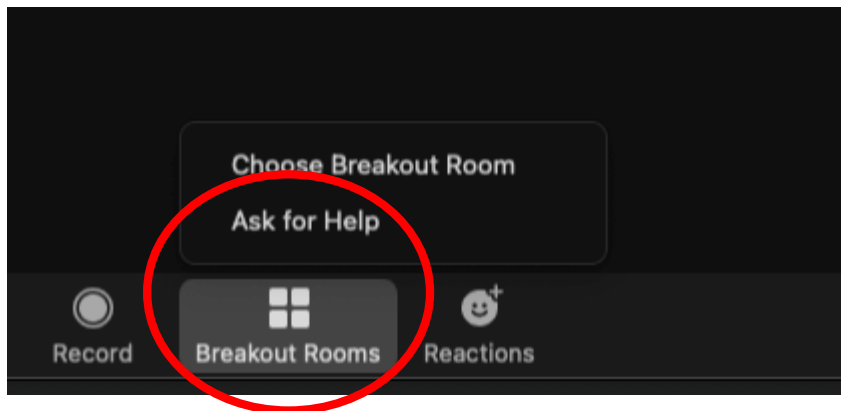 Choose Breakout Room
Ask for Help
Record
Breakout Rooms
Reactions